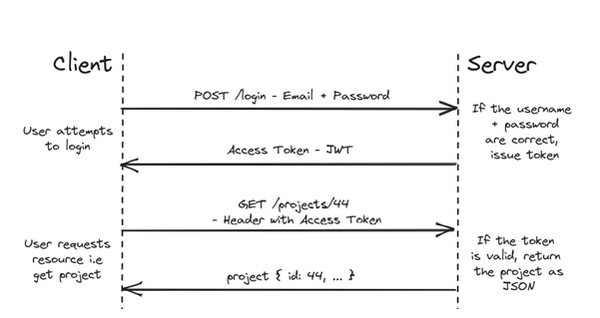 Client
Server
POST /login - Email + Password
If the username
+ password
are correct,
issue token
User attempts
to login
Access Token - JWT
GET /projects/44
- Header with Access Token
User requests
resource i.e
get project
If the token
is valid, return
the project as
JSON
project { id: 44, ... }